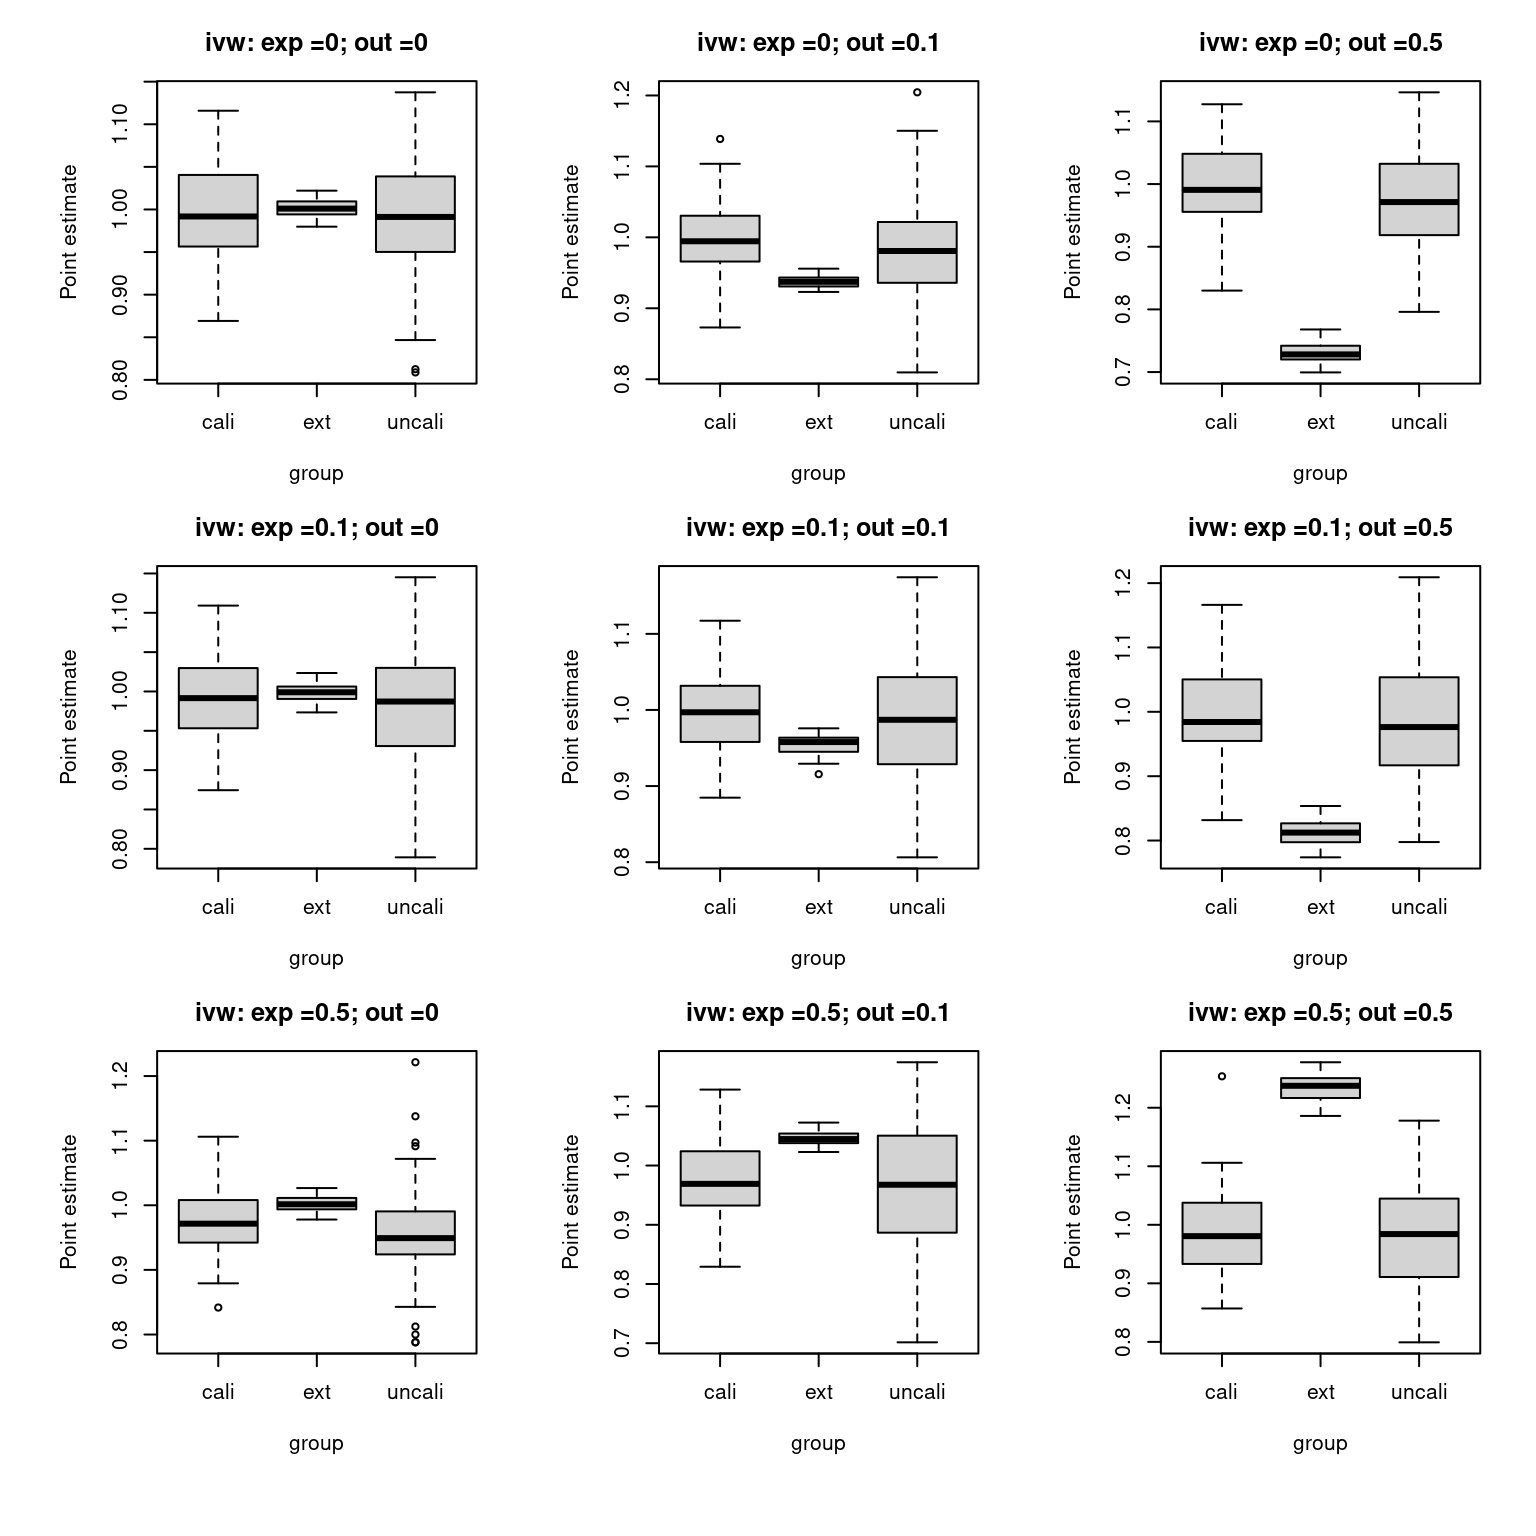 ivw: exp =0; out =0
Point estimate
0.80 0.90 1.00 1.10
cali ext uncali
group
ivw: exp =0; out =0.1
Point estimate
0.8 0.9 1.0 1.1 1.2
cali ext uncali
group
ivw: exp =0; out =0.5
Point estimate
0.7 0.8 0.9 1.0 1.1
cali ext uncali
group
ivw: exp =0.1; out =0
Point estimate
0.80 0.90 1.00 1.10
cali ext uncali
group
ivw: exp =0.1; out =0.1
Point estimate
0.8 0.9 1.0 1.1
cali ext uncali
group
ivw: exp =0.1; out =0.5
Point estimate
0.8 0.9 1.0 1.1 1.2
cali ext uncali
group
ivw: exp =0.5; out =0
Point estimate
0.8 0.9 1.0 1.1 1.2
cali ext uncali
group
ivw: exp =0.5; out =0.1
Point estimate
0.7 0.8 0.9 1.0 1.1
cali ext uncali
group
ivw: exp =0.5; out =0.5
Point estimate
0.8 0.9 1.0 1.1 1.2
cali ext uncali
group